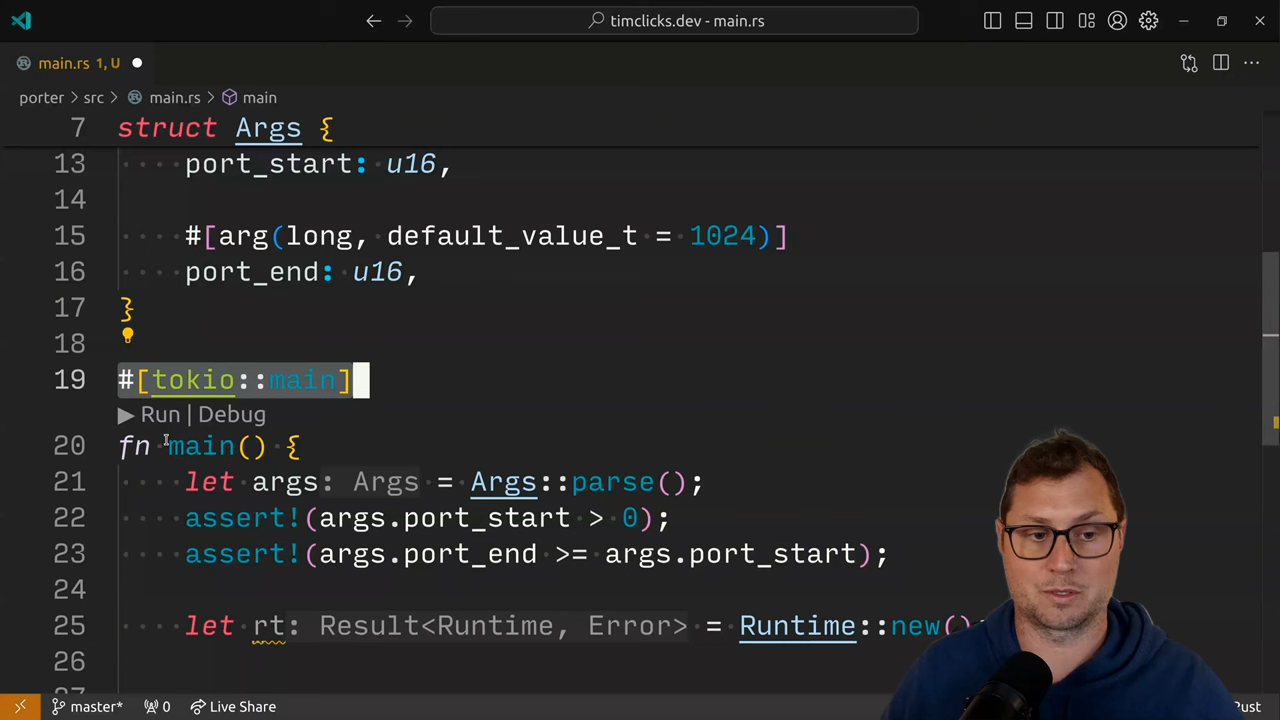 timclicks.dev - main.rs
main.rs 1, U
porter > src > main.rs > main
7 struct Args {
13 port_start: u16,
14
15 #[arg(long, default_value_t = 1024)]
16 port_end: u16,
17 }
18
19 #[tokio::main]
Run | Debug
20 fn main() {
21 let args: Args = Args::parse();
22 assert!(args.port_start > 0);
23 assert!(args.port_end >= args.port_start);
24
25 let rt: Result<Runtime, Error> = Runtime::new()
26
master* 0 Live Share